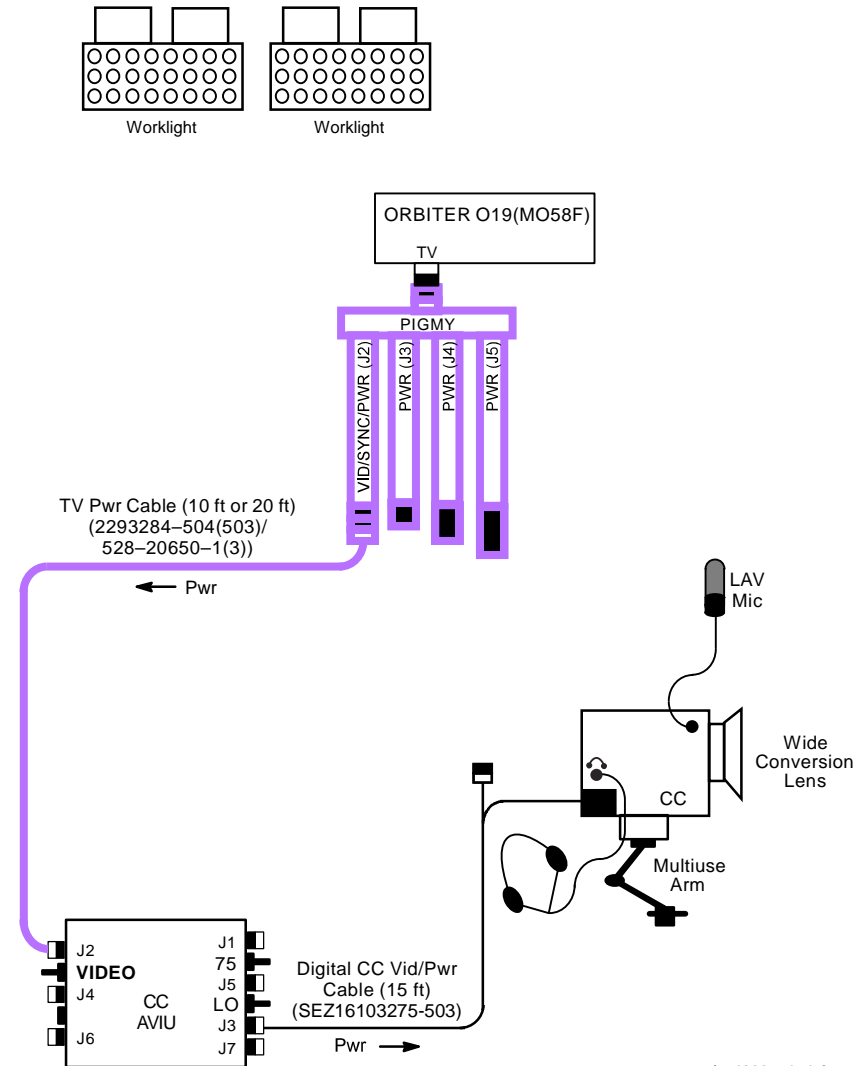 Worklight
Worklight
ORBITER O19(MO58F)
TV
PIGMY
VID/SYNC/PWR (J2)
PWR (J3)
PWR (J4)
PWR (J5)
TV Pwr Cable (10 ft or 20 ft)
(2293284–504(503)/
528–20650–1(3))
Pwr
LAV
Mic
Wide
Conversion
Lens
CC
Multiuse
Arm
J2
VIDEO
J4
J6
CC
AVIU
J1
75
J5
LO
J3
J7
Digital CC Vid/Pwr
Cable (15 ft)
(SEZ16103275-503)
Pwr